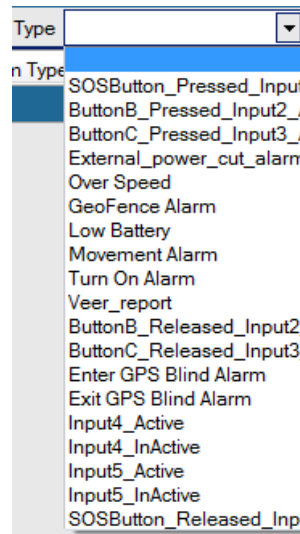 Type
n Type
SOSButton_Pressed_Input
ButtonB_Pressed_Input2_
ButtonC_Pressed_Input3_
External_power_cut_alarm
Over Speed
GeoFence Alarm
Low Battery
Movement Alarm
Turn On Alarm
Veer_report
ButtonB_Released_Input2
ButtonC_Released_Input3
Enter GPS Blind Alarm
Exit GPS Blind Alarm
Input4_Active
Input4_InActive
Input5_Active
Input5_InActive
SOSButton_Released_Inp